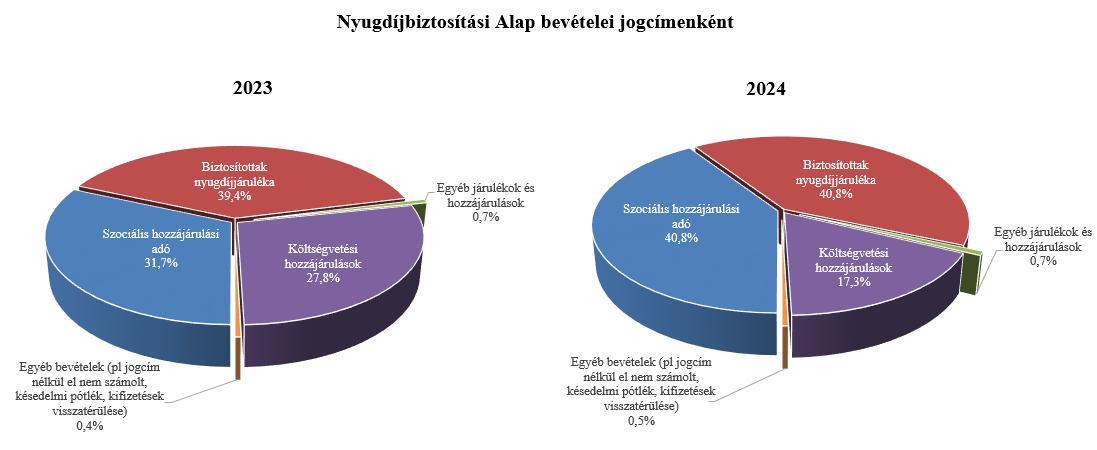 Nyugdíjbiztosítási Alap bevételei jogcímenként
2023
Biztosítottak
nyugdíjjáruléka
39,4%
Egyéb járulékok és
hozzájárulások
0,7%
Szociális hozzájárulási
adó
31,7%
Költségvetési
hozzájárulások
27,8%
Egyéb bevételek (pl jogcím
nélkül el nem számolt,
késedelmi pótlék, kifizetések
visszatérülése)
0,4%
2024
Biztosítottak
nyugdíjjáruléka
40,8%
Szociális hozzájárulási
adó
40,8%
Egyéb járulékok és
hozzájárulások
0,7%
Költségvetési
hozzájárulások
17,3%
Egyéb bevételek (pl jogcím
nélkül el nem számolt,
késedelmi pótlék, kifizetések
visszatérülése)
0,5%